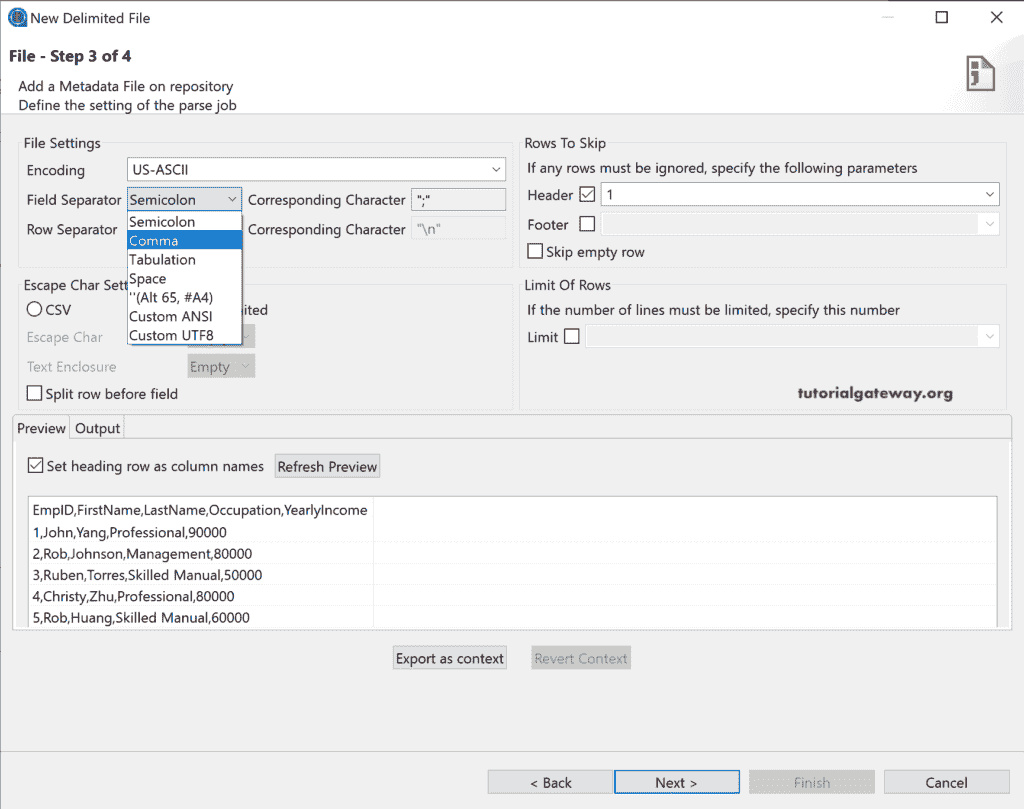 New Delimited File
File - Step 3 of 4
Add a Metadata File on repository
Define the setting of the parse job
File Settings
Encoding US-ASCII
Field Separator Semicolon Corresponding Character ";"
Row Separator Corresponding Character "\n"
Semicolon
Comma
Tabulation
Space
''(Alt 65, #A4)
Custom ANSI
Custom UTF8
Escape Char Sett
CSV
ited
Escape Char
Text Enclosure Empty
Split row before field
Rows To Skip
If any rows must be ignored, specify the following parameters
Header 1
Footer
Skip empty row
Limit Of Rows
If the number of lines must be limited, specify this number
Limit
tutorialgateway.org
Preview Output
Set heading row as column names Refresh Preview
EmpID,FirstName,LastName,Occupation,YearlyIncome
1,John,Yang,Professional,90000
2,Rob,Johnson,Management,80000
3,Ruben,Torres,Skilled Manual,50000
4,Christy,Zhu,Professional,80000
5,Rob,Huang,Skilled Manual,60000
Export as context Revert Context
< Back Next > Finish Cancel